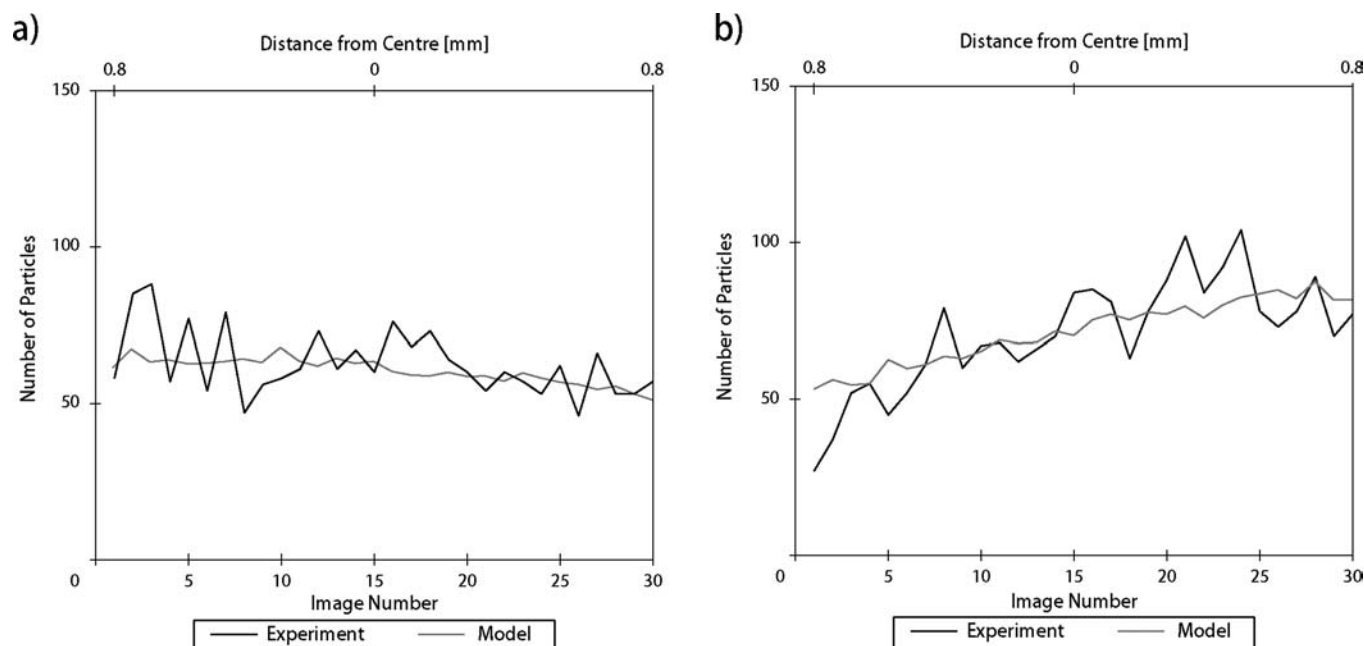 a)
Distance from Centre [mm]
0.8 0 0.8
150
100
50
Number of Particles
0 5 10 15 20 25 30
Image Number
Experiment Model
b)
Distance from Centre [mm]
0.8 0 0.8
150
100
50
Number of Particles
0 5 10 15 20 25 30
Image Number
Experiment Model